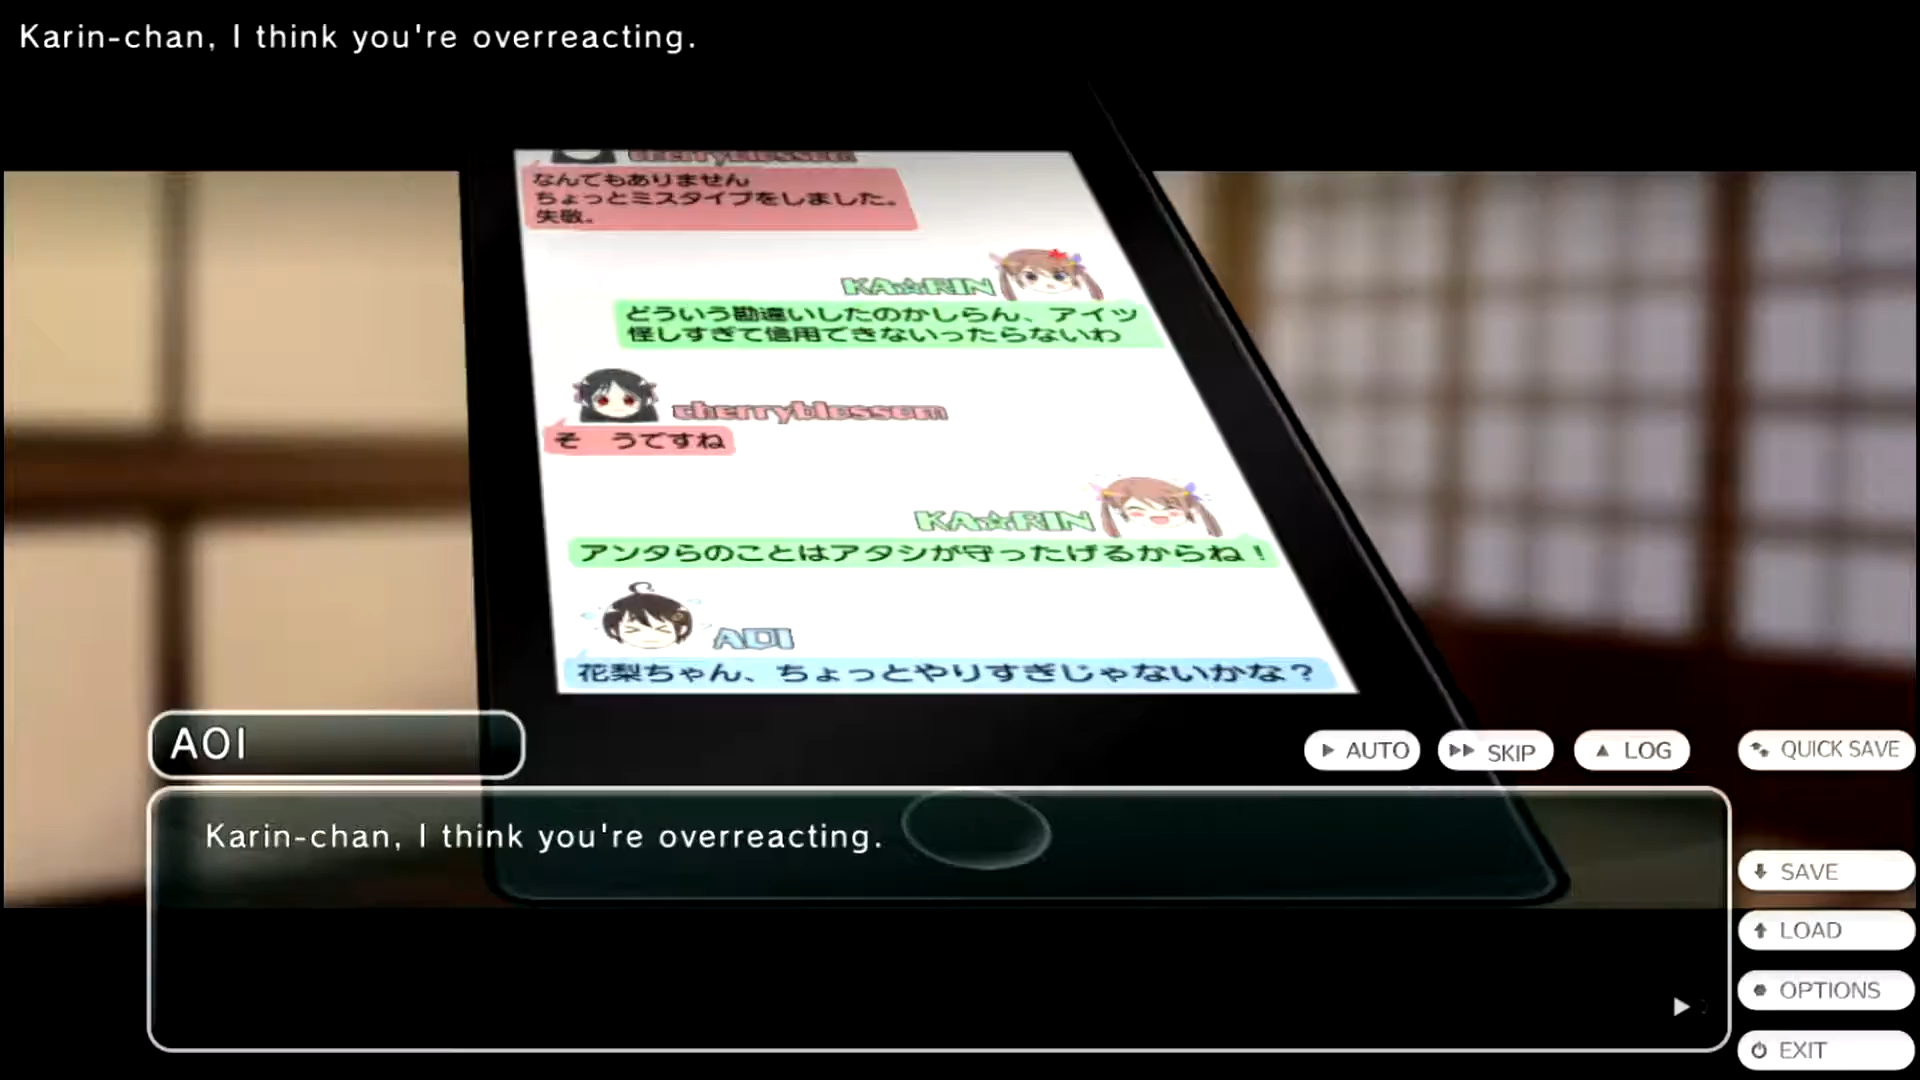 Karin-chan, I think you're overreacting.
cherryblossom
なんでもありません
ちょっとミスタイプをしました。
失敬。
KA☆RIN
どういう勘違いしたのかしらん、アイツ
怪しすぎて信用できないったらないわ
cherryblossom
そ　うですね
KA☆RIN
アンタらのことはアタシが守ったげるからね！
AOI
花梨ちゃん、ちょっとやりすぎじゃないかな？
AOI
AUTO
SKIP
LOG
QUICK SAVE
Karin-chan, I think you're overreacting.
SAVE
LOAD
OPTIONS
EXIT